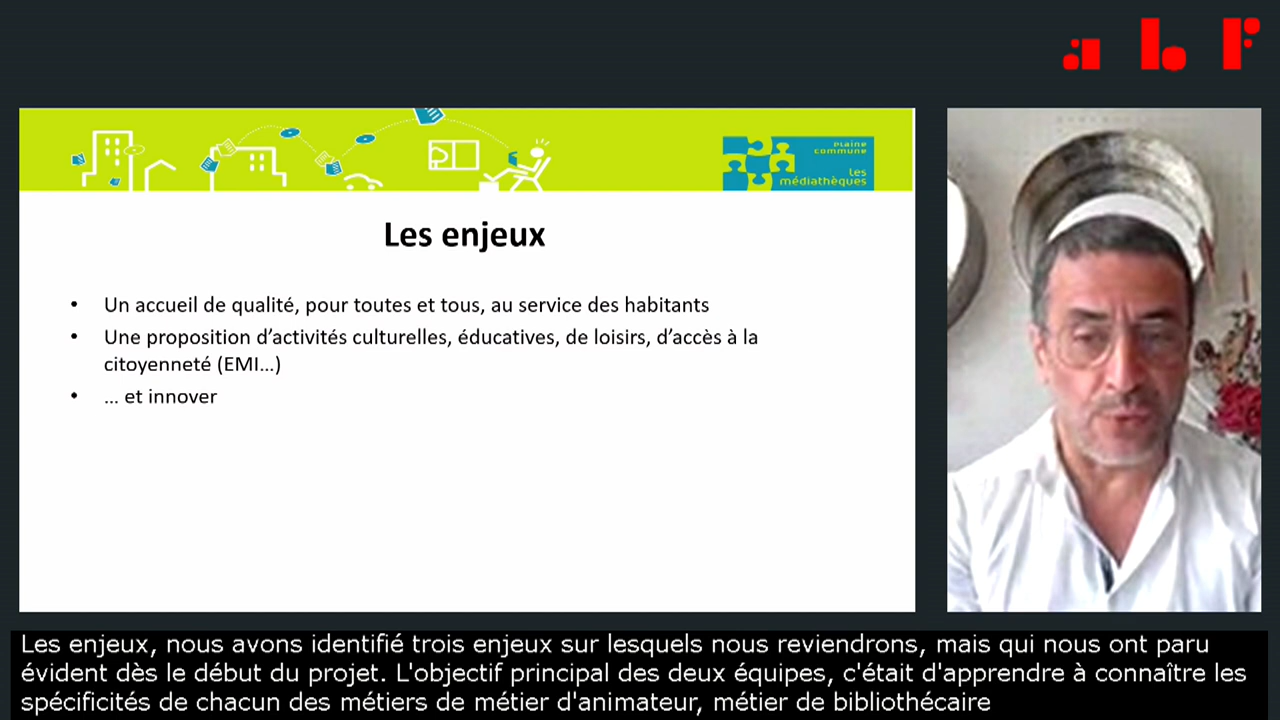 abf
plaine
commune
les
médiathèques
Les enjeux
• Un accueil de qualité, pour toutes et tous, au service des habitants
• Une proposition d’activités culturelles, éducatives, de loisirs, d’accès à la
citoyenneté (EMI…)
• … et innover
Les enjeux, nous avons identifié trois enjeux sur lesquels nous reviendrons, mais qui nous ont paru
évident dès le début du projet. L'objectif principal des deux équipes, c'était d'apprendre à connaître les
spécificités de chacun des métiers de métier d'animateur, métier de bibliothécaire